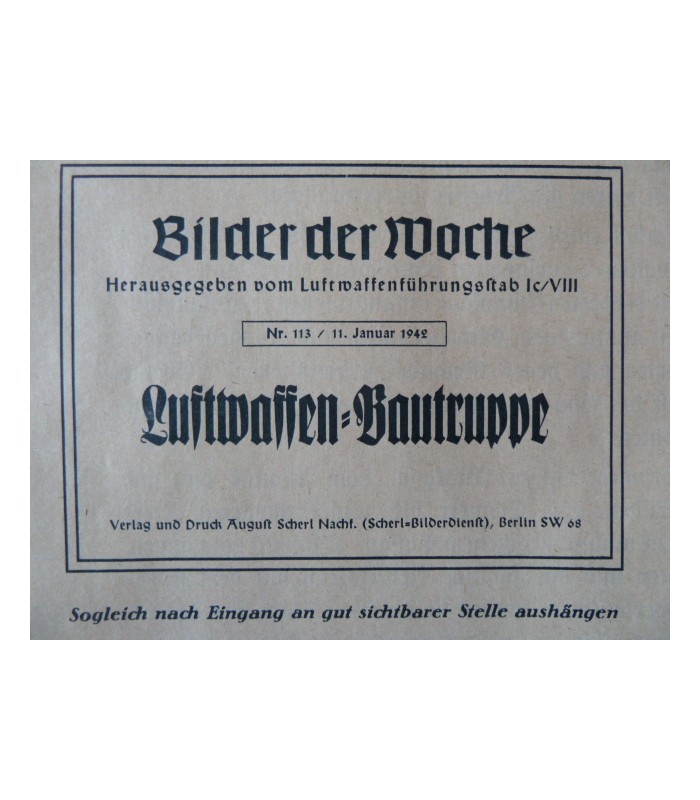 Bilder der Woche
Herausgegeben vom Luftwaffenführungsſtab Ic/VIII
Nr. 113 / 11. Januar 1942
Luftwaffen=Bautruppe
Verlag und Druck Auguſt Scherl Nachf. (Scherl=Bilderdienſt), Berlin SW 68
Sogleich nach Eingang an gut sichtbarer Stelle aushängen